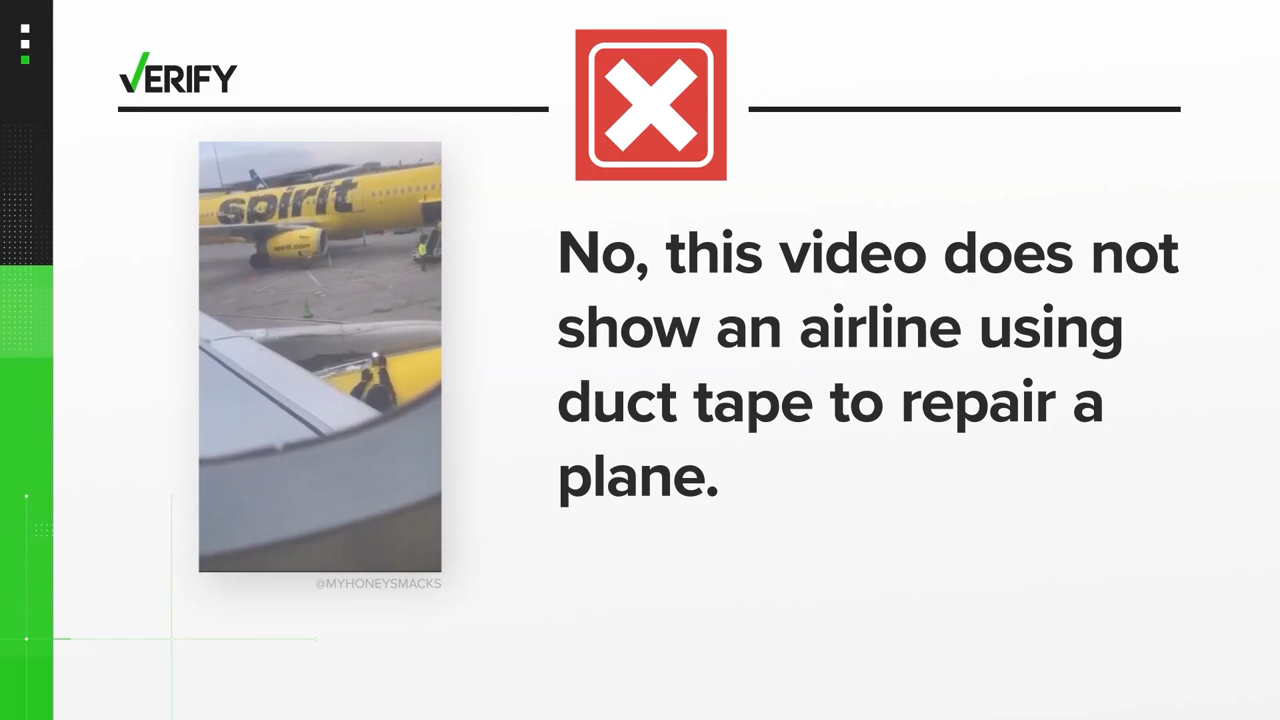 VERIFY
spirit
spirit.com
No, this video does not
show an airline using
duct tape to repair a
plane.
@MYHONEYSMACKS